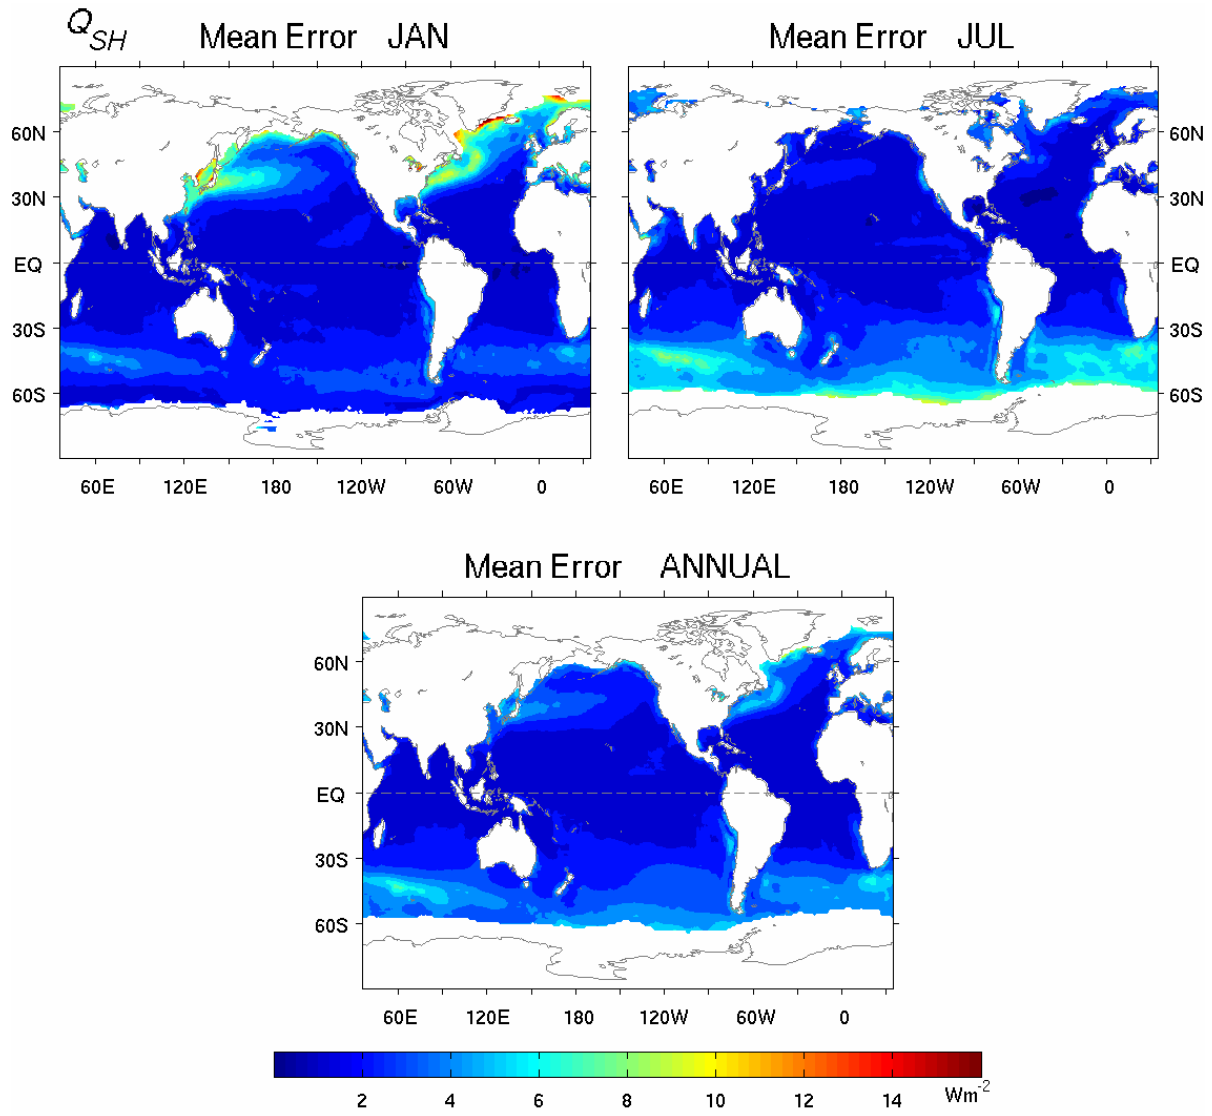 Q_SH Mean Error JAN
Mean Error JUL
60N
30N
EQ
30S
60S
60E 120E 180 120W 60W 0
60N
30N
EQ
30S
60S
60E 120E 180 120W 60W 0
Mean Error ANNUAL
60N
30N
EQ
30S
60S
60E 120E 180 120W 60W 0
2 4 6 8 10 12 14 Wm⁻²